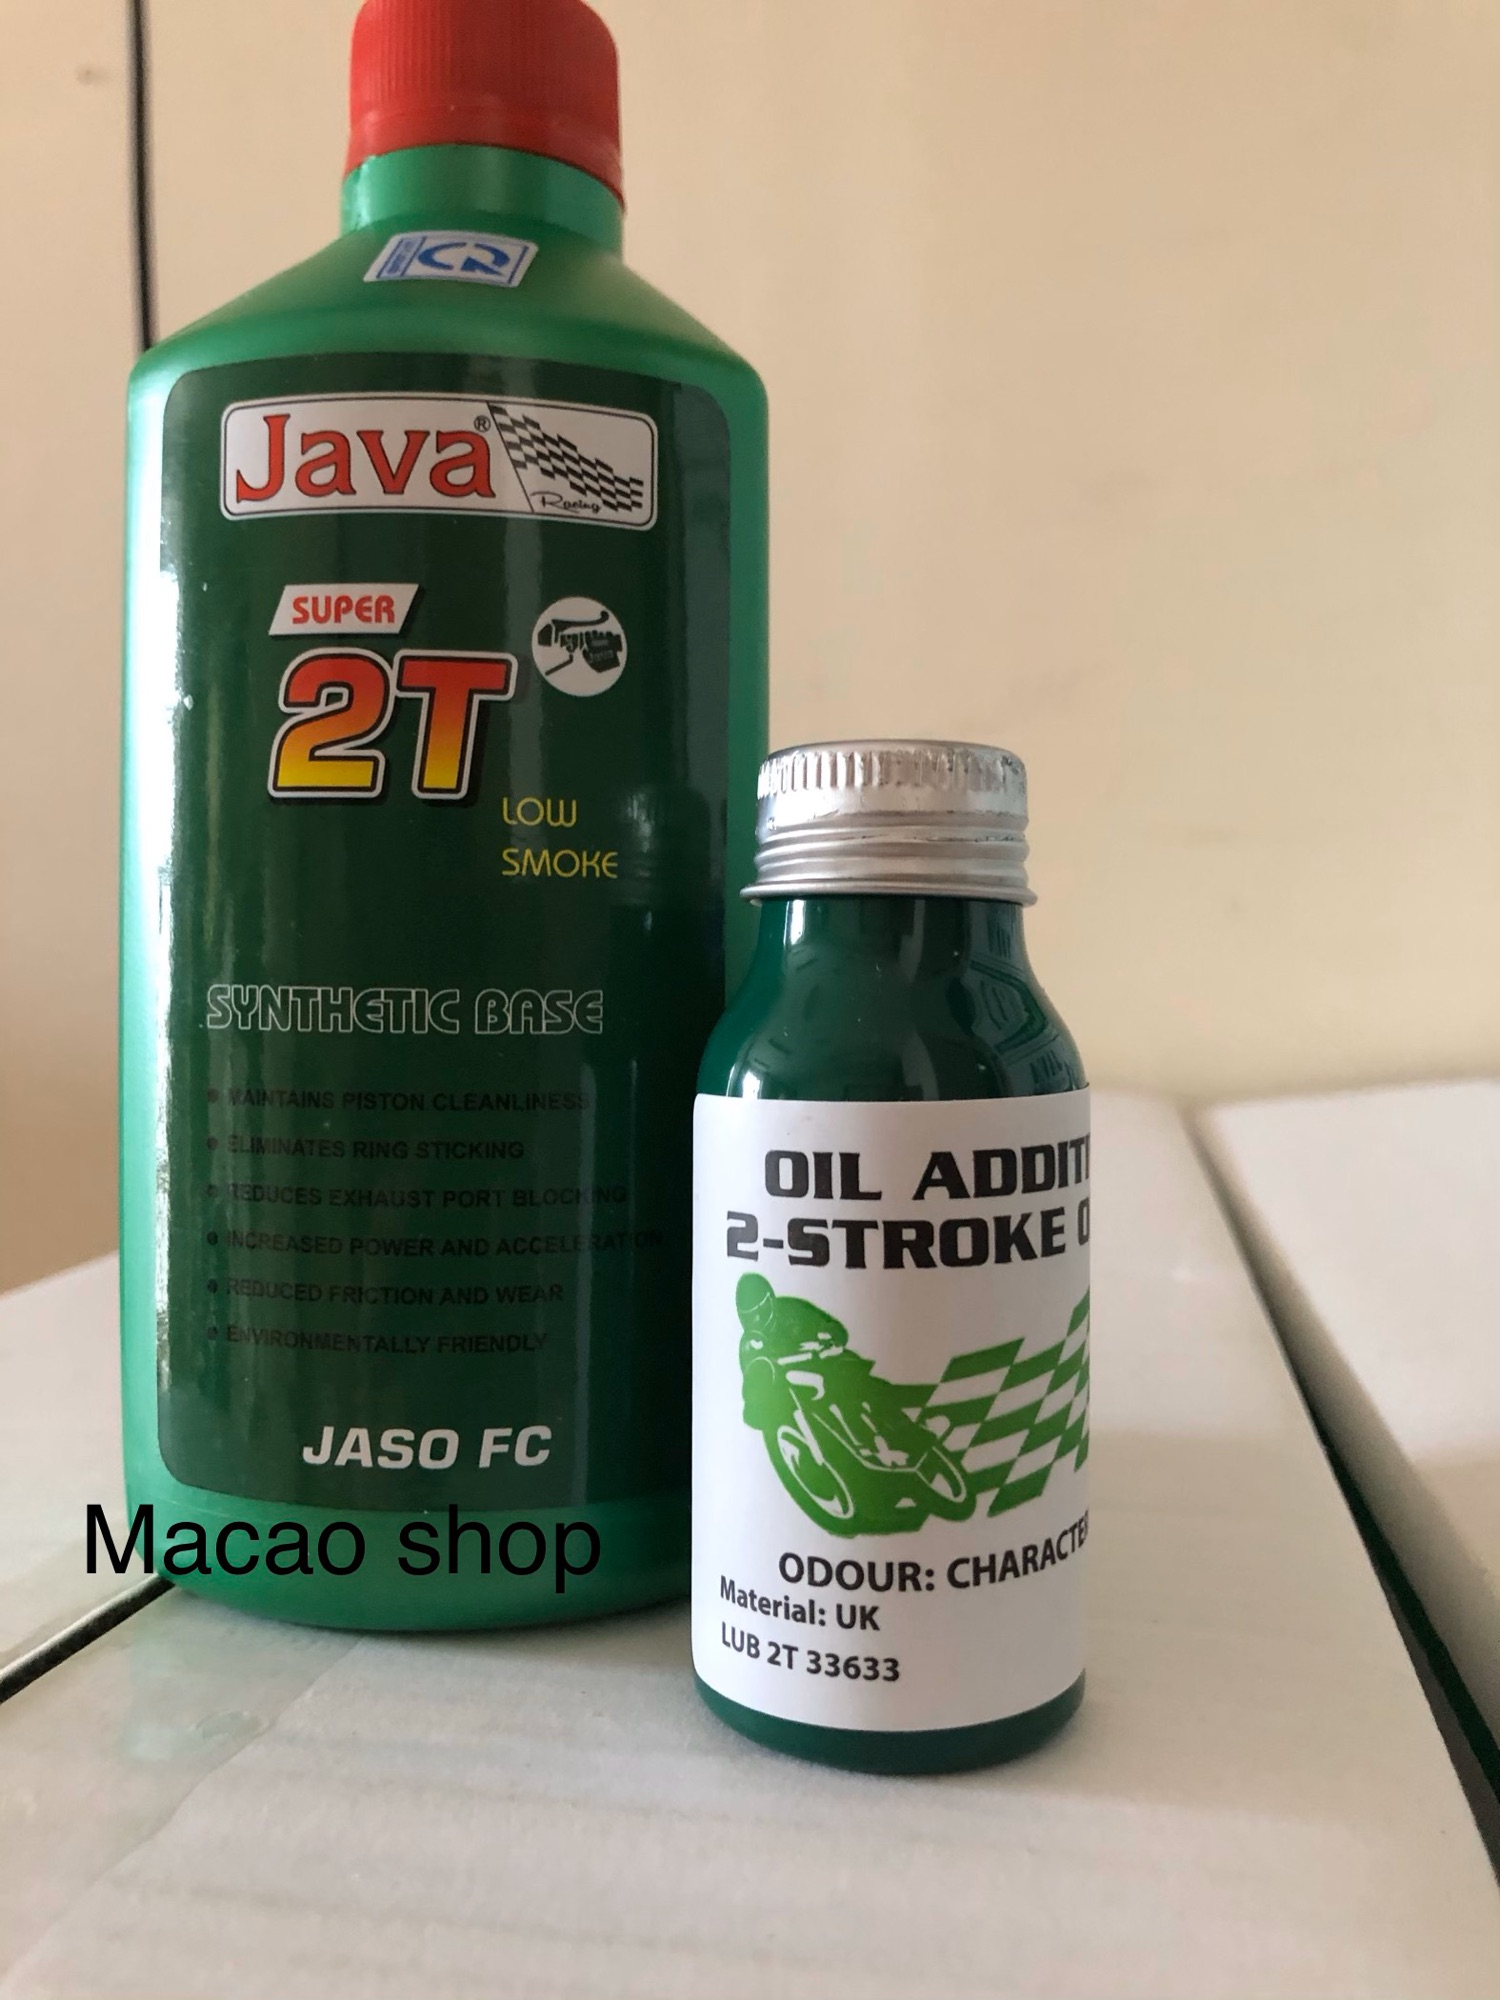 Java®
Racing
SUPER
2T
LOW
SMOKE
SYNTHETIC BASE
MAINTAINS PISTON CLEANLINESS
ELIMINATES RING STICKING
REDUCES EXHAUST PORT BLOCKING
INCREASED POWER AND ACCELERATION
REDUCED FRICTION AND WEAR
ENVIRONMENTALLY FRIENDLY
JASO FC
Macao shop
OIL ADDITI
2-STROKE O
ODOUR: CHARACTE
Material: UK
LUB 2T 33633